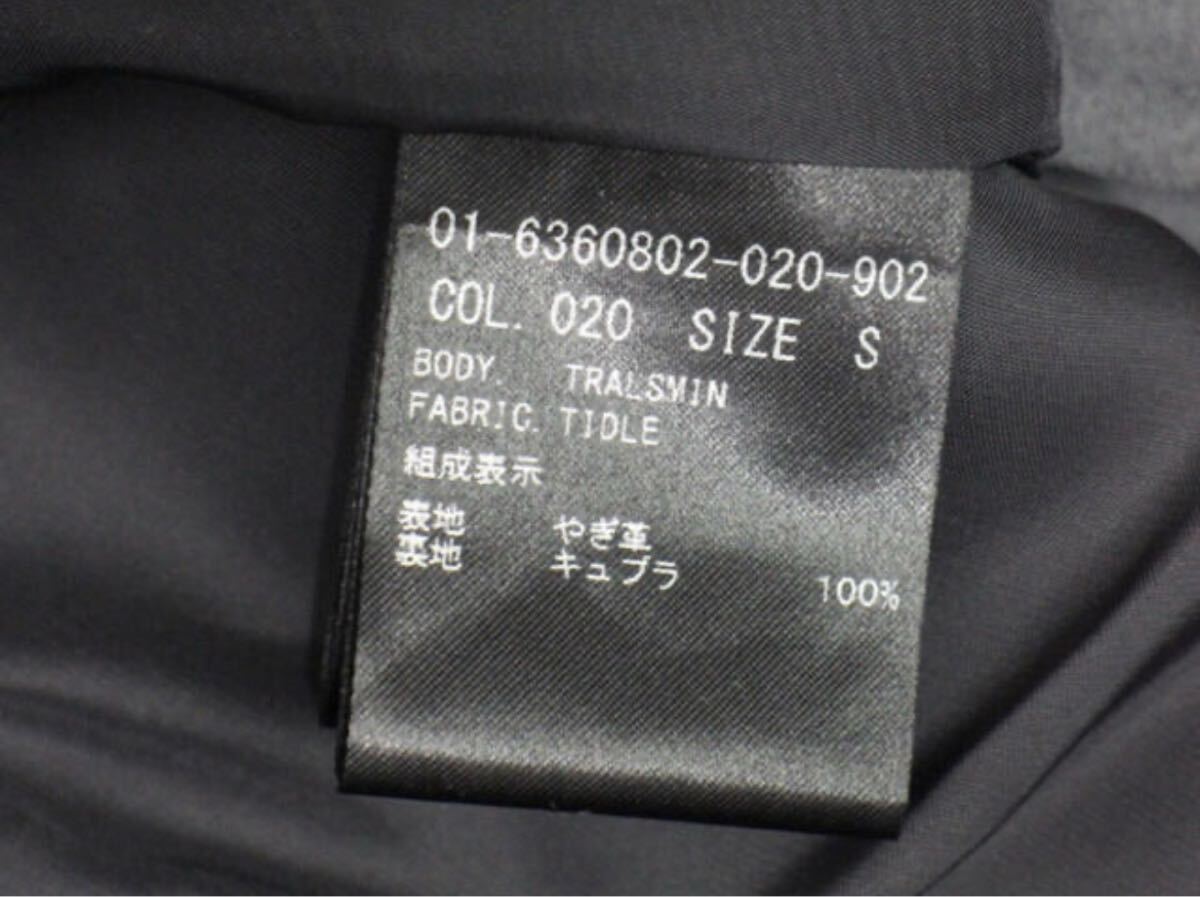 01-6360802-020-902
COL. 020 SIZE S
BODY. TRALSMIN
FABRIC. TIDLE
組成表示
表地 やぎ革
裏地 キュプラ 100%